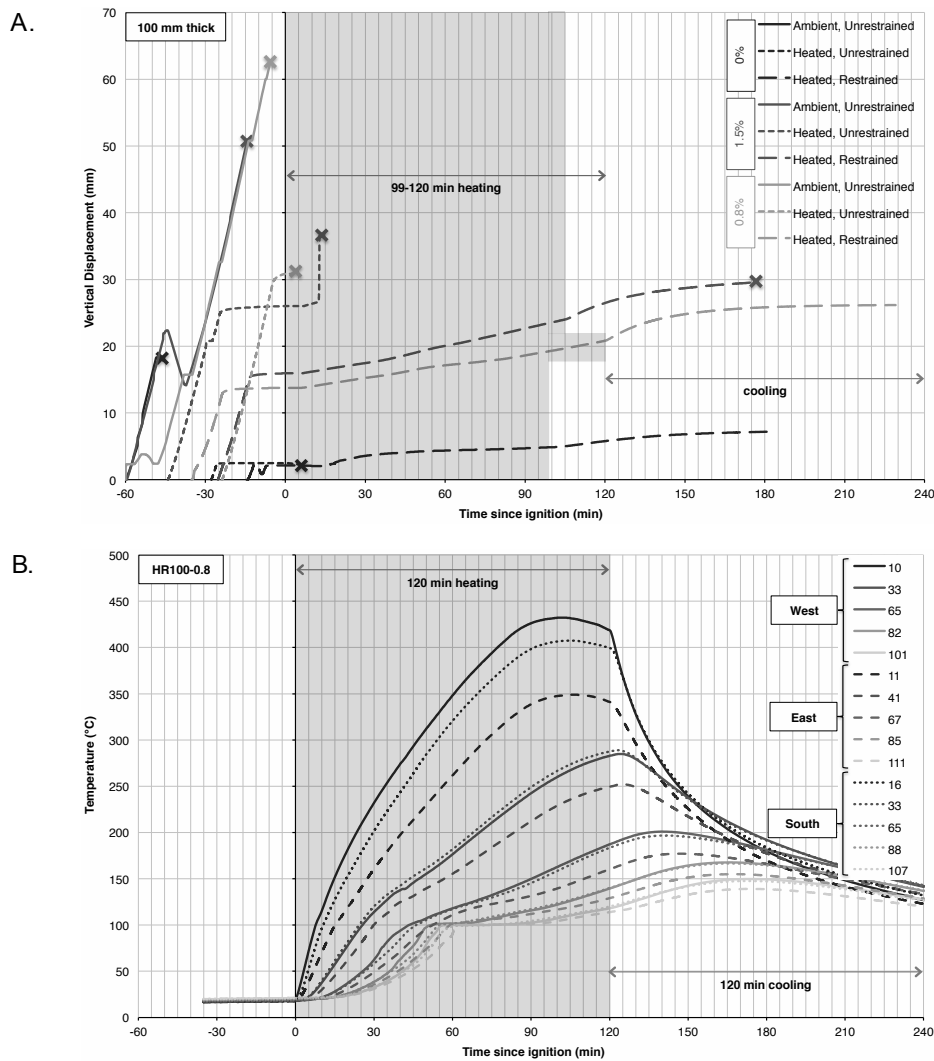 A.
100 mm thick
70
60
50
40
30
20
10
0
Vertical Displacement (mm)
99-120 min heating
cooling
0%
Ambient, Unrestrained
Heated, Unrestrained
Heated, Restrained
1.5%
Ambient, Unrestrained
Heated, Unrestrained
Heated, Restrained
0.8%
Ambient, Unrestrained
Heated, Unrestrained
Heated, Restrained
-60 -30 0 30 60 90 120 150 180 210 240
Time since ignition (min)
B.
HR100-0.8
500
450
400
350
300
250
200
150
100
50
0
Temperature (°C)
120 min heating
120 min cooling
West
10
33
65
82
101
East
11
41
67
85
111
South
16
33
65
88
107
-60 -30 0 30 60 90 120 150 180 210 240
Time since ignition (min)